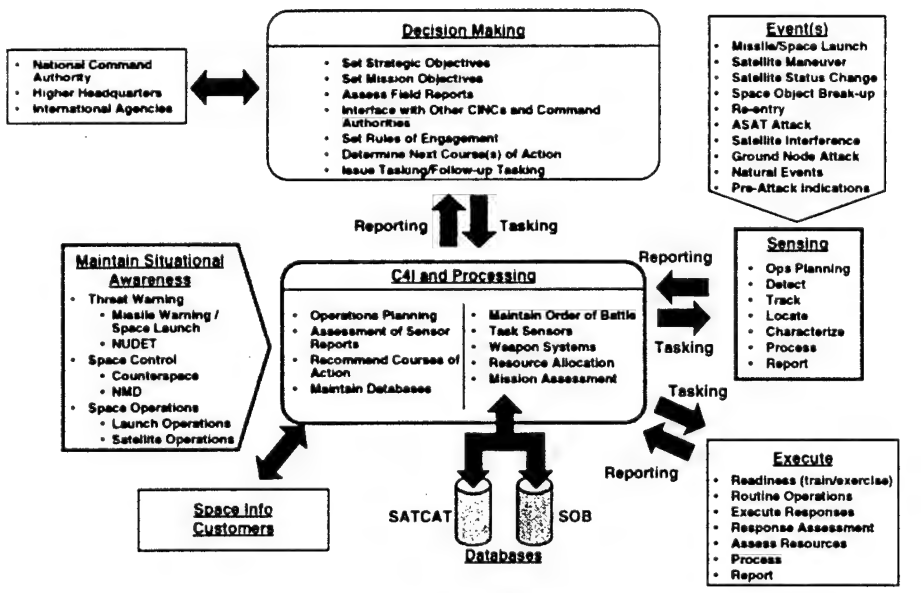 Decision Making
• Set Strategic Objectives
• Set Mission Objectives
• Assess Field Reports
• Interface with Other CINCs and Command
Authorities
• Set Rules of Engagement
• Determine Next Course(s) of Action
• Issue Tasking/Follow-up Tasking
• National Command
Authority
• Higher Headquarters
• International Agencies
Event(s)
• Missile/Space Launch
• Satellite Maneuver
• Satellite Status Change
• Space Object Break-up
• Re-entry
• ASAT Attack
• Satellite Interference
• Ground Node Attack
• Natural Events
• Pre-Attack Indications
Reporting
Tasking
Maintain Situational
Awareness
• Threat Warning
• Missile Warning /
Space Launch
• NUDET
• Space Control
• Counterspace
• NMD
• Space Operations
• Launch Operations
• Satellite Operations
C4I and Processing
• Operations Planning
• Assessment of Sensor
Reports
• Recommend Courses of
Action
• Maintain Databases
• Maintain Order of Battle
• Task Sensors
• Weapon Systems
• Resource Allocation
• Mission Assessment
Reporting
Tasking
Sensing
• Ops Planning
• Detect
• Track
• Locate
• Characterize
• Process
• Report
Tasking
Reporting
Space Info
Customers
SATCAT
SOB
Databases
Execute
• Readiness (train/exercise)
• Routine Operations
• Execute Responses
• Response Assessment
• Assess Resources
• Process
• Report